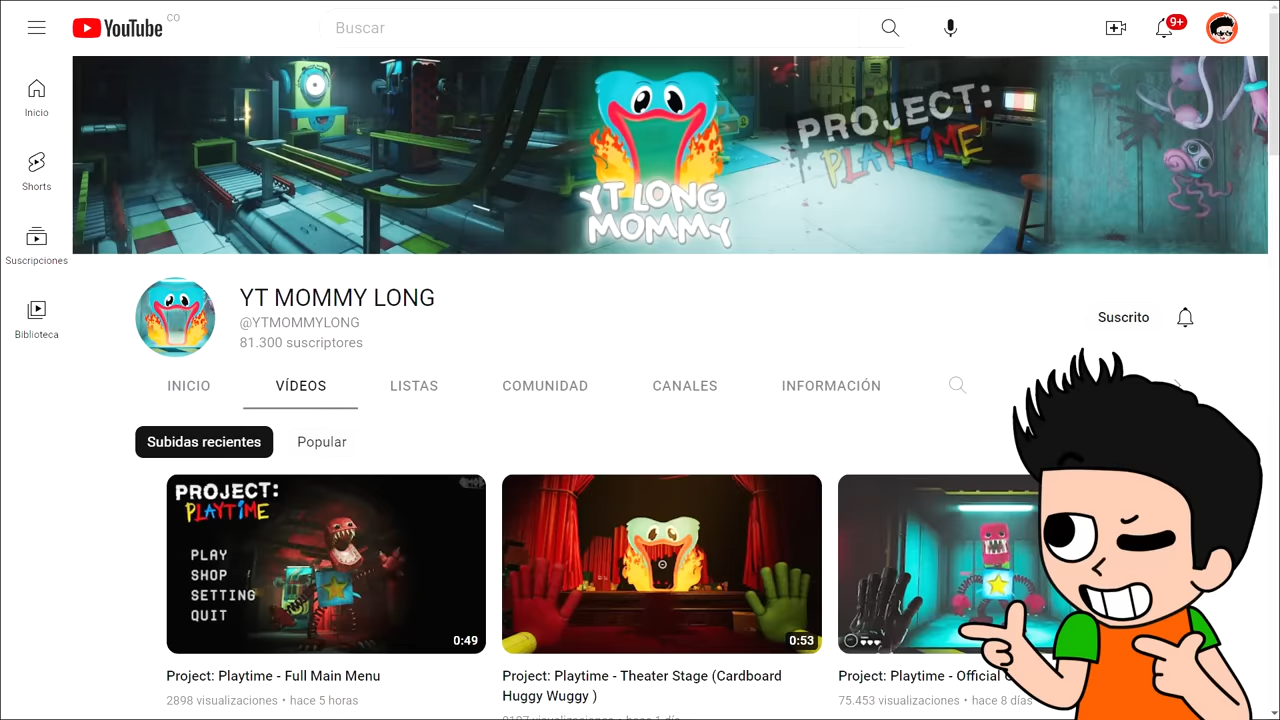 YouTube
CO
Buscar
9+
Inicio
Shorts
Suscripciones
Biblioteca
YT LONG
MOMMY
PROJECT:
PLAYTIME
YT MOMMY LONG
@YTMOMMYLONG
81.300 suscriptores
Suscrito
INICIO
VÍDEOS
LISTAS
COMUNIDAD
CANALES
INFORMACIÓN
Subidas recientes
Popular
PROJECT:
PLAYTIME
PLAY
SHOP
SETTING
QUIT
0:49
0:53
Project: Playtime - Full Main Menu
2898 visualizaciones • hace 5 horas
Project: Playtime - Theater Stage (Cardboard
Huggy Wuggy )
Project: Playtime - Official
75.453 visualizaciones • hace 8 días